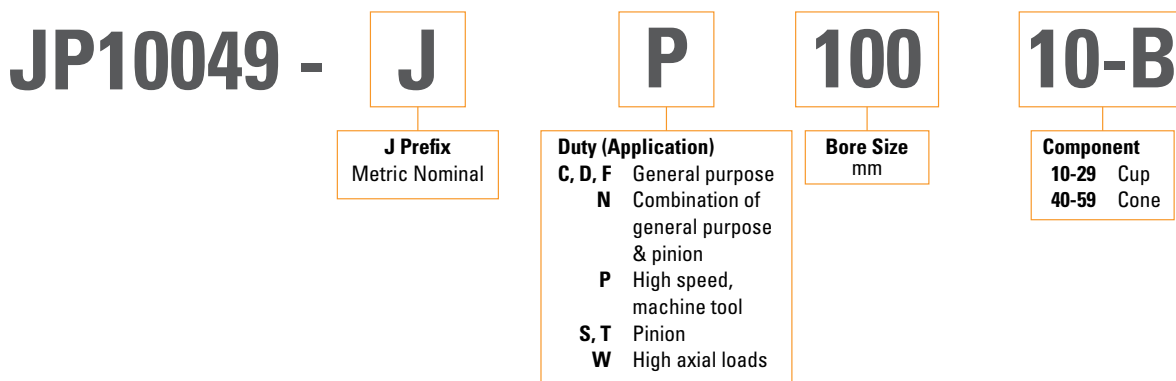 JP10049 - J P 100 10-B
J Prefix
Metric Nominal
Duty (Application)
C, D, F General purpose
N Combination of
general purpose
& pinion
P High speed,
machine tool
S, T Pinion
W High axial loads
Bore Size
mm
Component
10-29 Cup
40-59 Cone